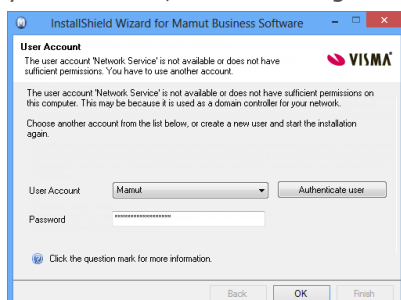 InstallShield Wizard for Mamut Business Software
User Account
The user account 'Network Service' is not available or does not have
sufficient permissions. You have to use another account.
VISMA
The user account 'Network Service' is not available or does not have sufficient permissions on
this computer. This may be because it is used as a domain controller for your network.
Choose another account from the list below, or create a new user and start the installation
again.
User Account
Mamut
Authenticate user
Password
Click the question mark for more information.
Back
OK
Finish